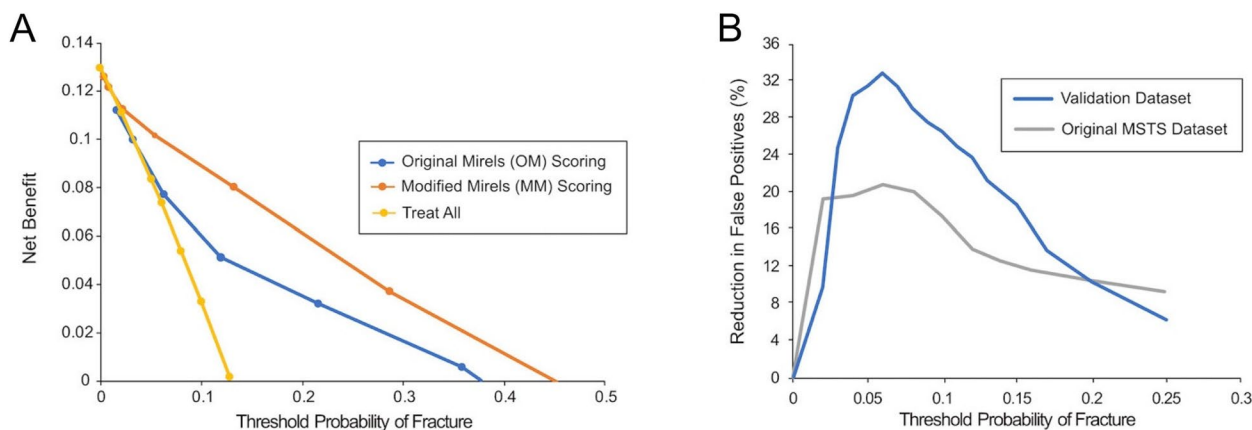 A
0.14
0.12
0.1
0.08
0.06
0.04
0.02
0
Net Benefit
0
0.1
0.2
0.3
0.4
0.5
Threshold Probability of Fracture
Original Mirels (OM) Scoring
Modified Mirels (MM) Scoring
Treat All
B
36
32
28
24
20
16
12
8
4
0
Reduction in False Positives (%)
0
0.05
0.1
0.15
0.2
0.25
0.3
Threshold Probability of Fracture
Validation Dataset
Original MSTS Dataset